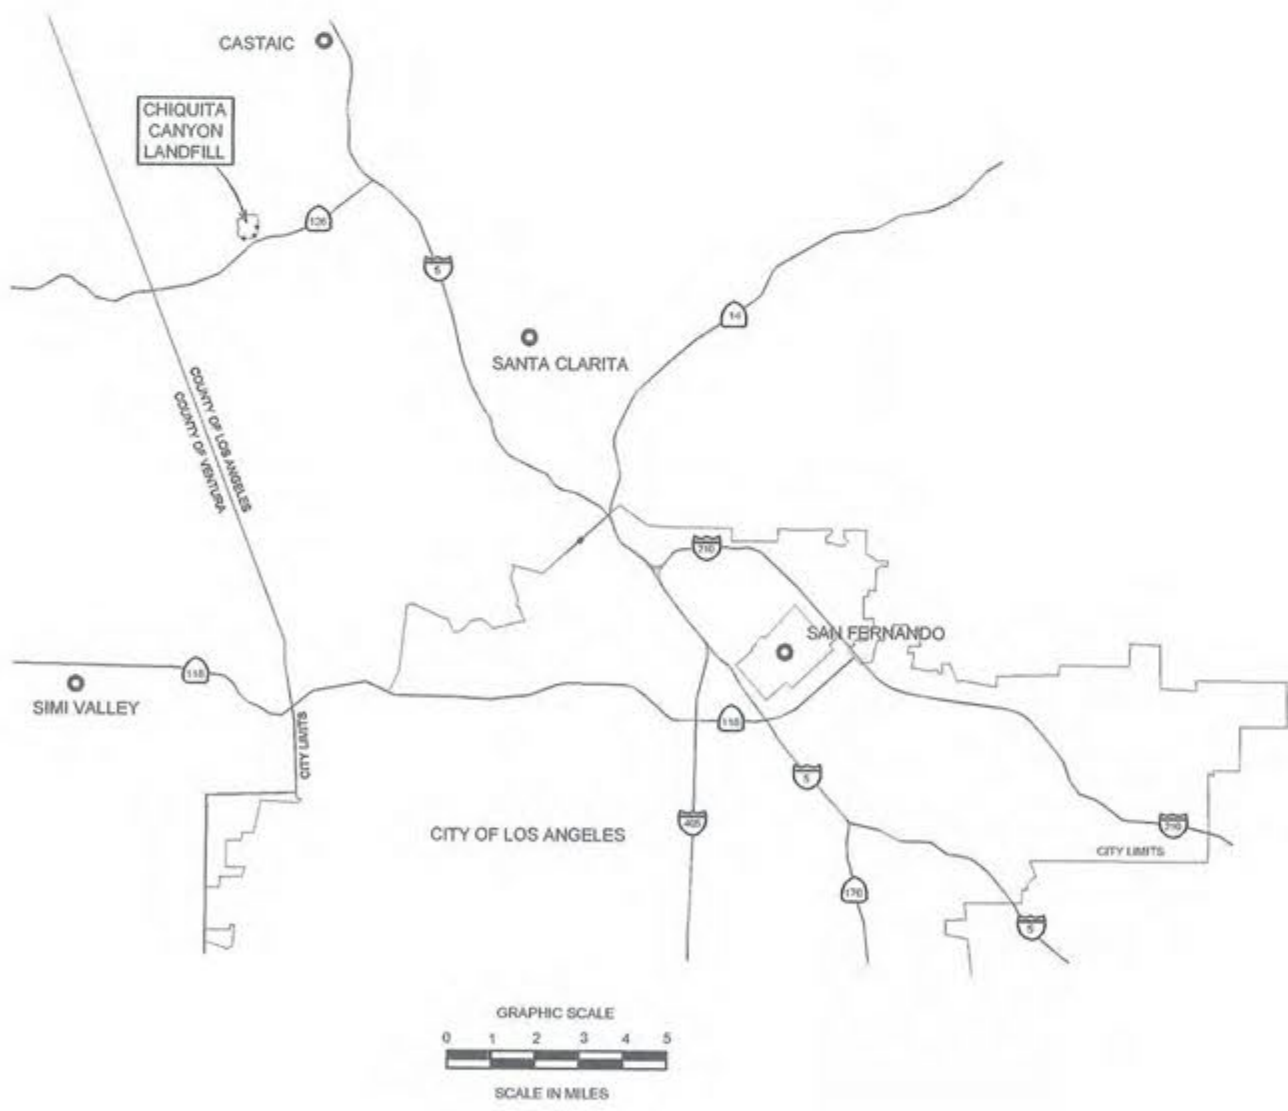 CASTAIC
CHIQUITA
CANYON
LANDFILL
126
5
14
SANTA CLARITA
COUNTY OF LOS ANGELES
COUNTY OF VENTURA
210
SAN FERNANDO
118
SIMI VALLEY
118
CITY LIMITS
5
405
CITY OF LOS ANGELES
210
CITY LIMITS
170
5
GRAPHIC SCALE
0 1 2 3 4 5
SCALE IN MILES